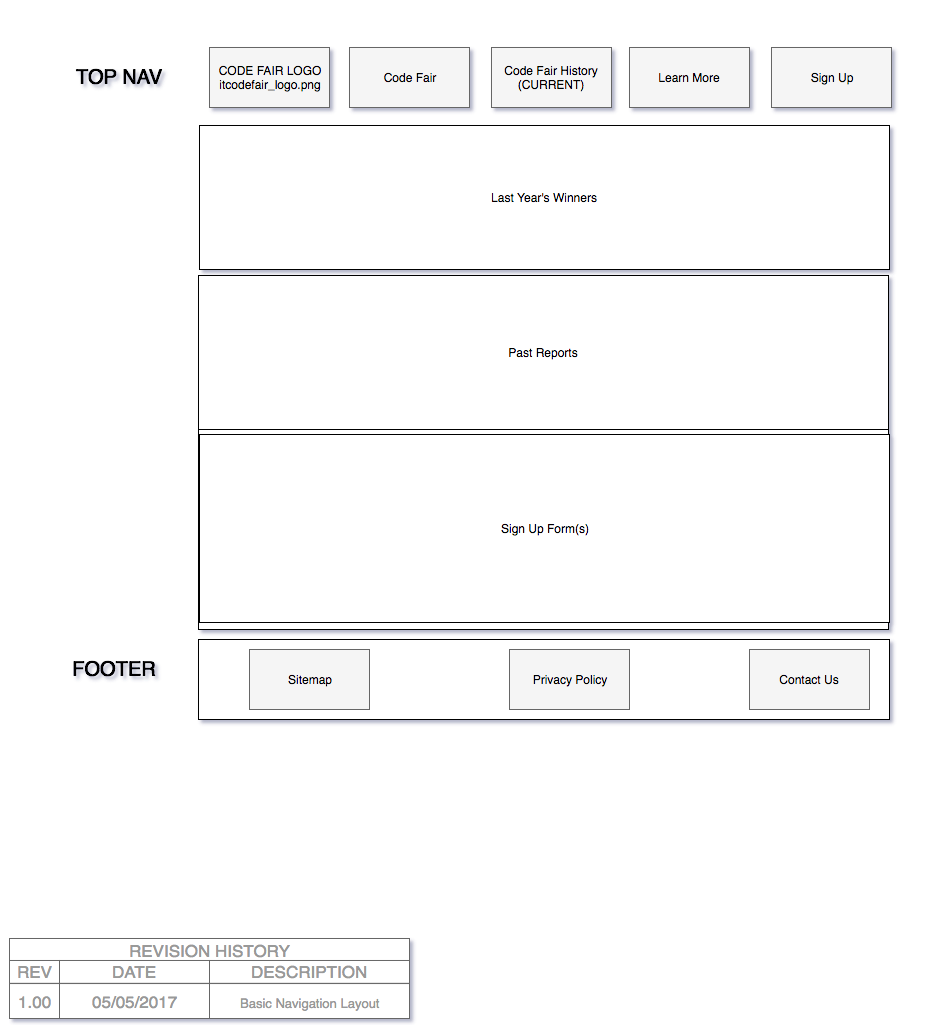 TOP NAV
CODE FAIR LOGO
itcodefair_logo.png
Code Fair
Code Fair History
(CURRENT)
Learn More
Sign Up
Last Year's Winners
Past Reports
Sign Up Form(s)
FOOTER
Sitemap
Privacy Policy
Contact Us
REVISION HISTORY
REV DATE DESCRIPTION
1.00 05/05/2017 Basic Navigation Layout